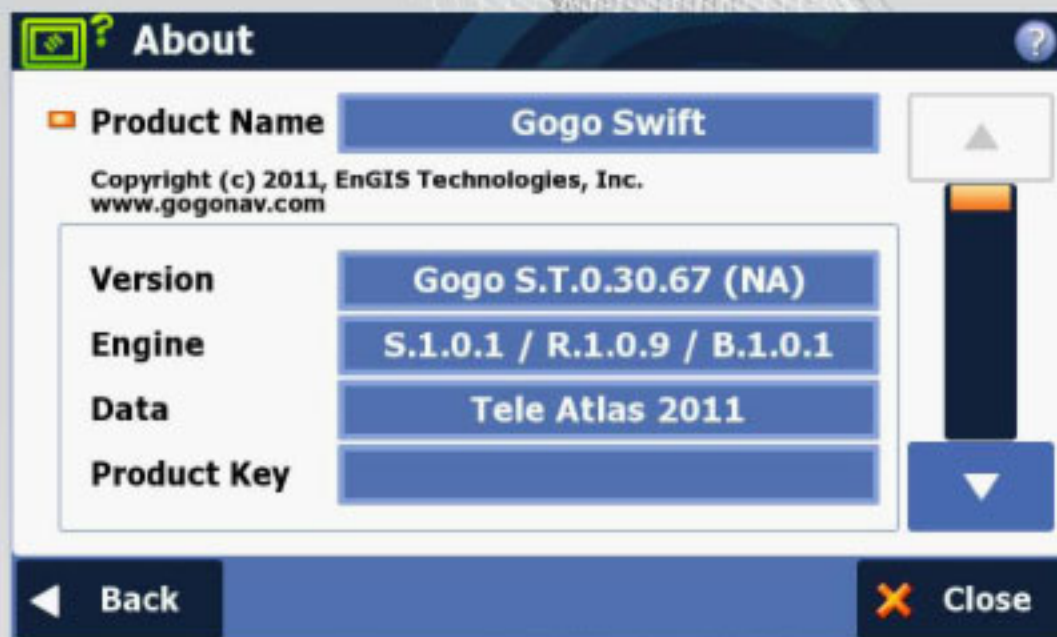 About
Product Name Gogo Swift
Copyright (c) 2011, EnGIS Technologies, Inc.
www.gogonav.com
Version Gogo S.T.0.30.67 (NA)
Engine S.1.0.1 / R.1.0.9 / B.1.0.1
Data Tele Atlas 2011
Product Key
Back Close